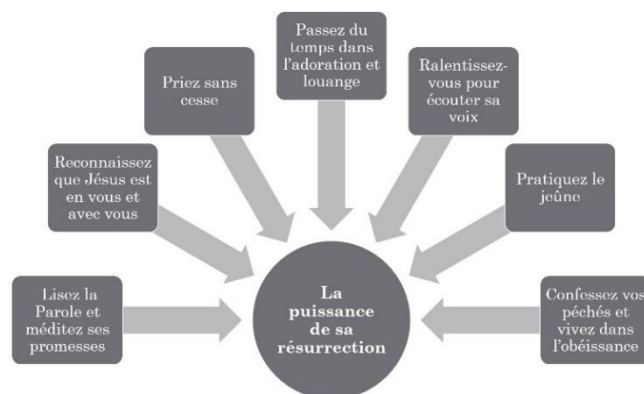 Lisez la
Parole et
méditez ses
promesses
Reconnaissez
que Jésus est
en vous et
avec vous
Priez sans
cesse
Passez du
temps dans
l'adoration et
louange
Ralentissez-
vous pour
écouter sa
voix
Pratiquez le
jeûne
Confessez vos
péchés et
vivez dans
l'obéissance
La
puissance
de sa
résurrection